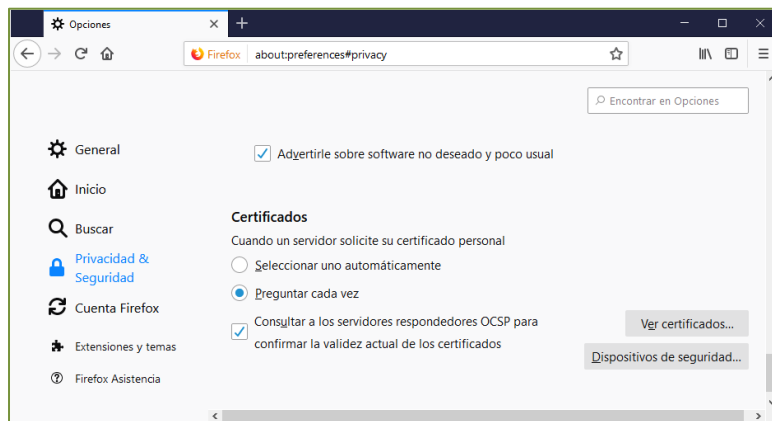 Opciones
Firefox about:preferences#privacy
Encontrar en Opciones
General
Inicio
Buscar
Privacidad &
Seguridad
Cuenta Firefox
Extensiones y temas
Firefox Asistencia
Advertirle sobre software no deseado y poco usual
Certificados
Cuando un servidor solicite su certificado personal
Seleccionar uno automáticamente
Preguntar cada vez
Consultar a los servidores respondedores OCSP para
confirmar la validez actual de los certificados
Ver certificados...
Dispositivos de seguridad...